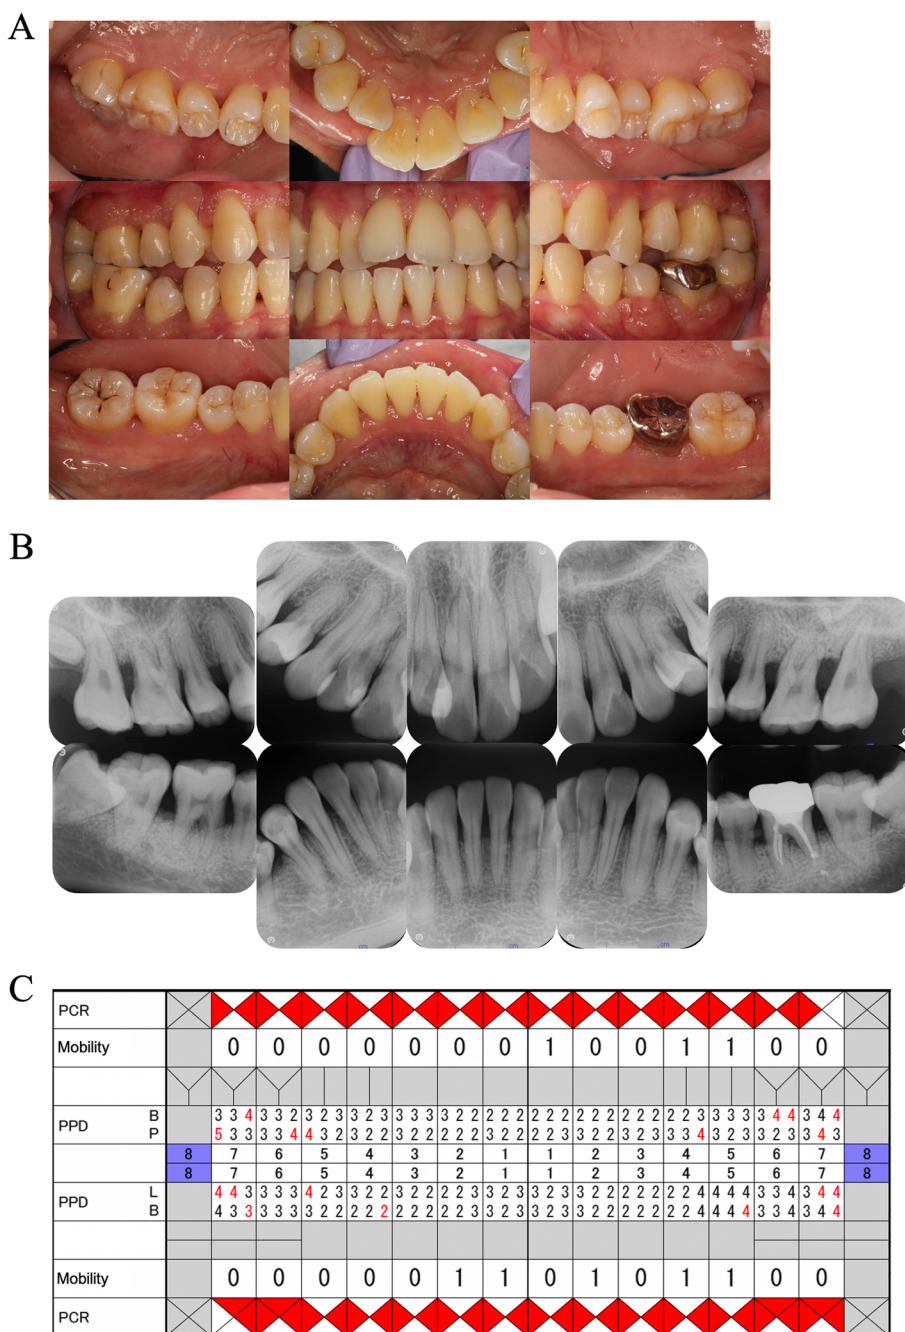 A
B
cm
cm
cm
C
PCR
Mobility 0 0 0 0 0 0 0 1 0 0 1 1 0 0
PPD
B 3 3 4 3 3 2 3 2 3 3 2 3 3 3 3 3 2 2 2 2 2 2 2 2 2 2 2 2 2 2 2 2 3 3 3 3 3 4 4 3 4 4
P 5 3 3 3 3 4 4 3 3 3 2 2 3 2 2 3 2 2 3 2 2 2 2 2 2 2 2 2 2 3 3 3 4 3 2 2 3 2 3 3 4 3
8 7 6 5 4 3 2 1 1 2 3 4 5 6 7 8
8 7 6 5 4 3 2 1 1 2 3 4 5 6 7 8
PPD
L 4 4 3 3 3 3 4 2 3 3 2 2 3 2 2 2 2 3 3 2 3 3 2 3 3 2 2 3 2 2 2 2 4 4 4 4 3 3 4 3 4 4
B 4 3 3 3 3 3 3 2 3 3 2 2 2 2 2 2 2 3 2 2 3 3 2 3 3 2 2 3 2 2 2 2 4 4 4 4 3 3 4 3 4 4
Mobility 0 0 0 0 0 1 1 0 1 0 1 1 0 0
PCR